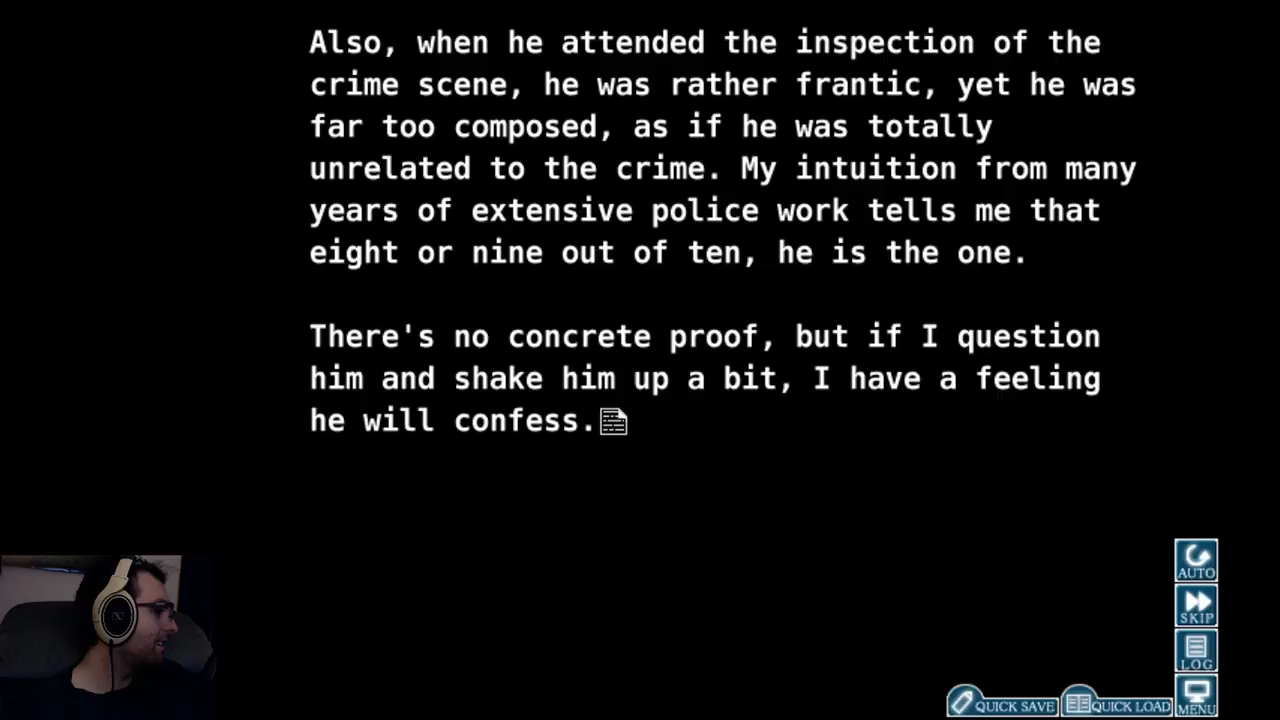 Also, when he attended the inspection of the
crime scene, he was rather frantic, yet he was
far too composed, as if he was totally
unrelated to the crime. My intuition from many
years of extensive police work tells me that
eight or nine out of ten, he is the one.
There's no concrete proof, but if I question
him and shake him up a bit, I have a feeling
he will confess.
AUTO
SKIP
LOG
QUICK SAVE
QUICK LOAD
MENU